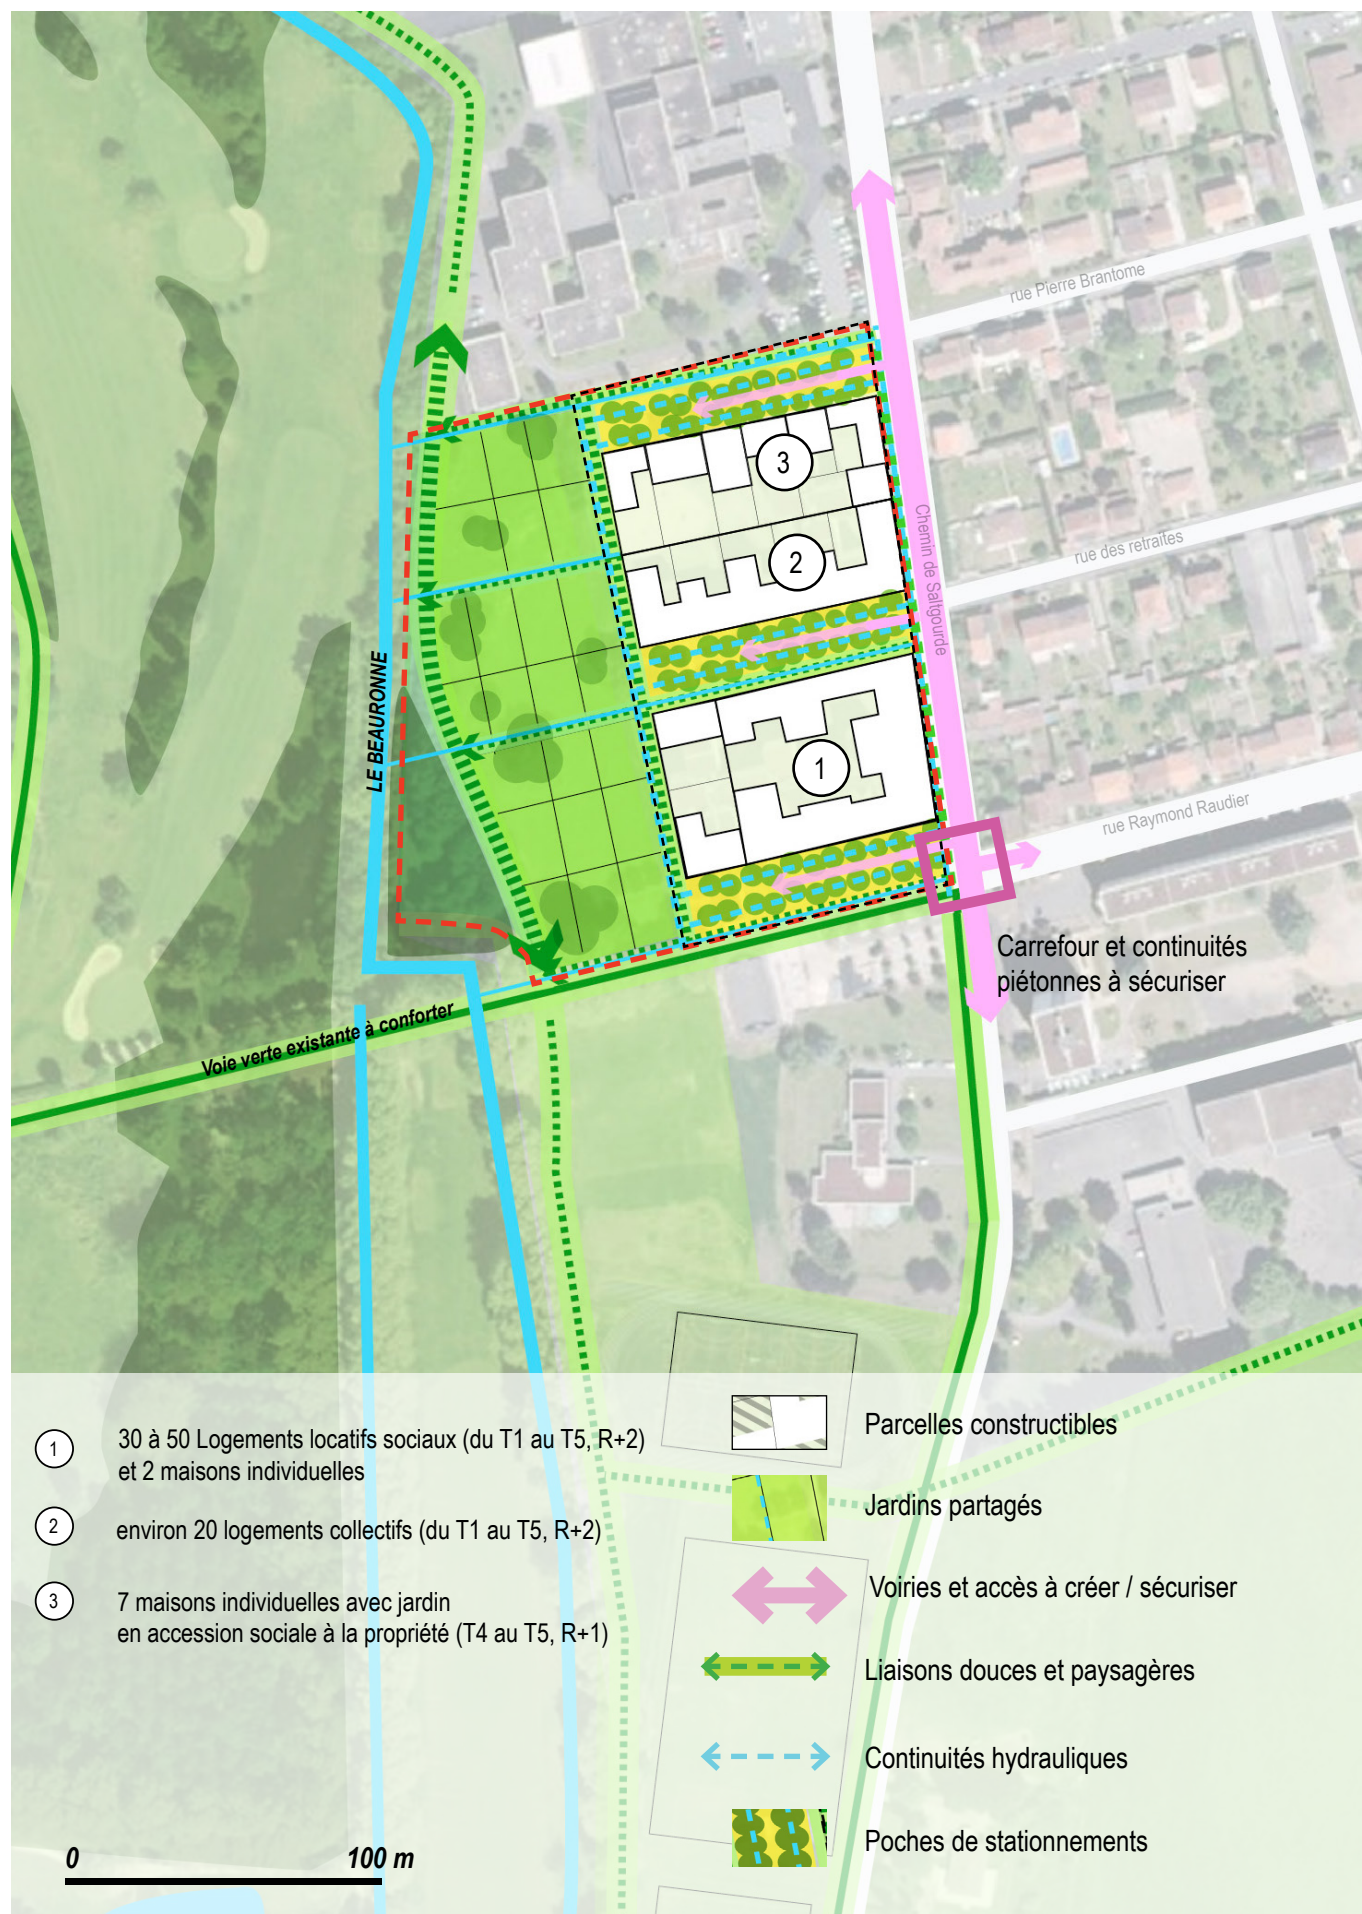 rue Pierre Brantome
3
Chemin de Saltgourde
rue des retraites
2
LE BEAURONNE
1
rue Raymond Raudier
Carrefour et continuités
piétonnes à sécuriser
Voie verte existante à conforter
1
30 à 50 Logements locatifs sociaux (du T1 au T5, R+2)
et 2 maisons individuelles
2
environ 20 logements collectifs (du T1 au T5, R+2)
3
7 maisons individuelles avec jardin
en accession sociale à la propriété (T4 au T5, R+1)
Parcelles constructibles
Jardins partagés
Voiries et accès à créer / sécuriser
Liaisons douces et paysagères
Continuités hydrauliques
Poches de stationnements
0
100 m